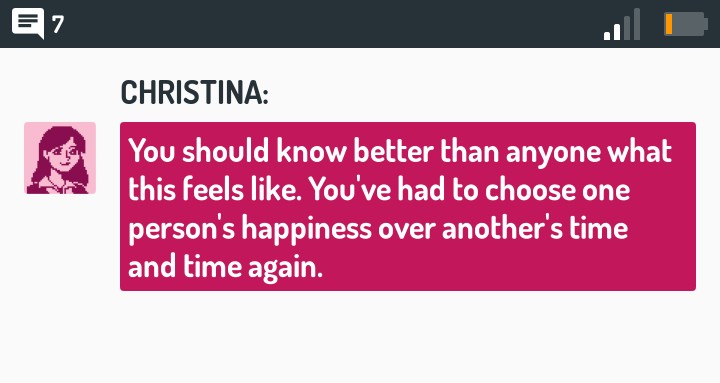 7
CHRISTINA:
You should know better than anyone what
this feels like. You've had to choose one
person's happiness over another's time
and time again.